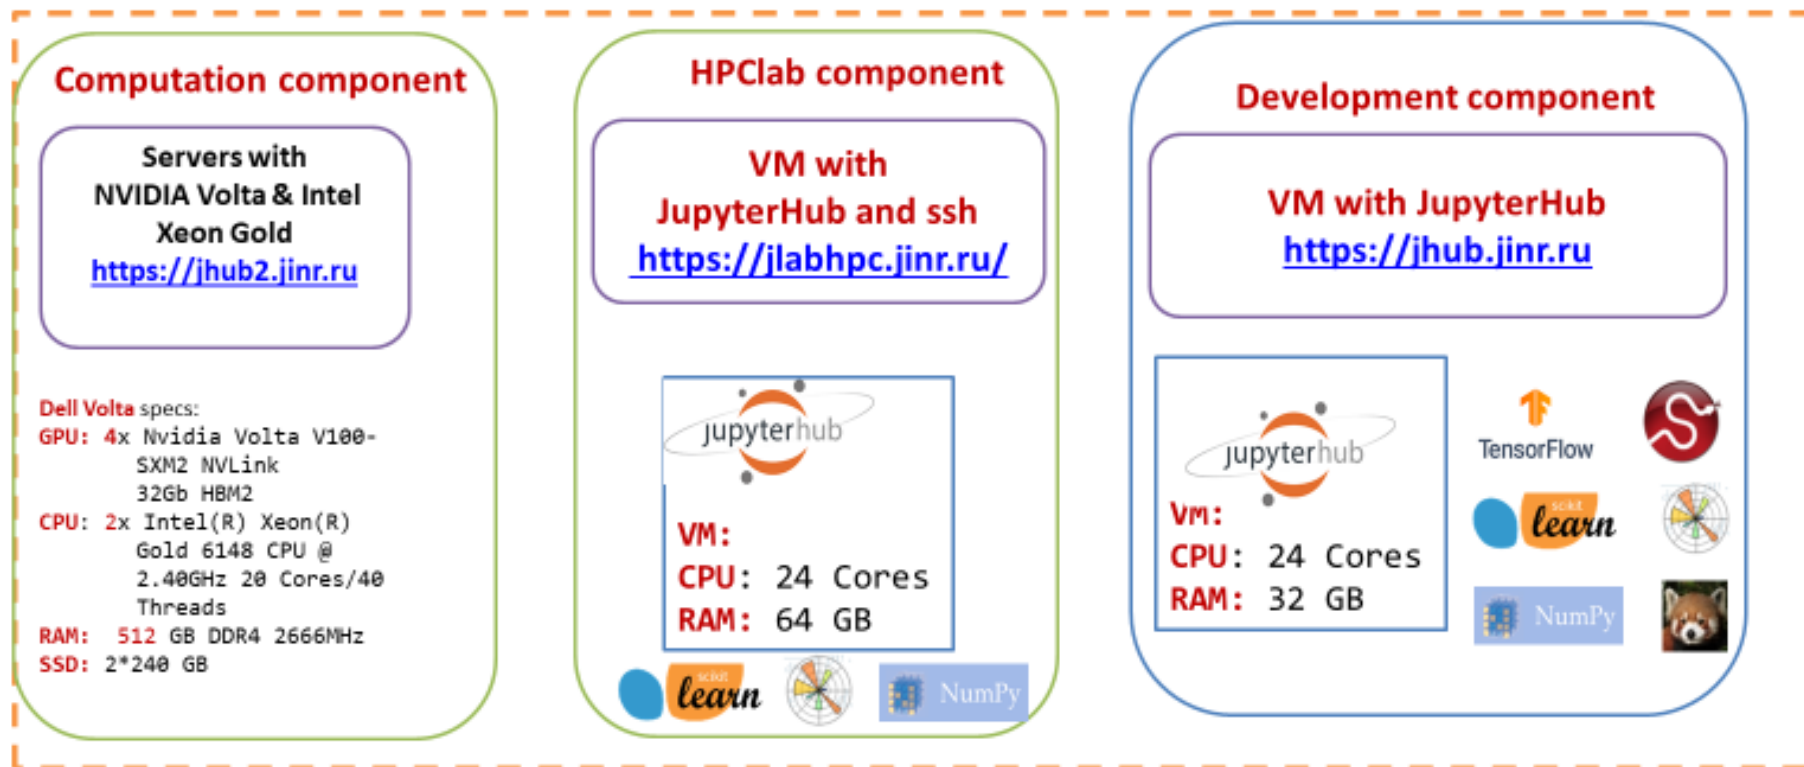 Computation component
Servers with
NVIDIA Volta & Intel
Xeon Gold
https://jhub2.jinr.ru
Dell Volta specs:
GPU: 4x Nvidia Volta V100-
SXM2 NVLink
32Gb HBM2
CPU: 2x Intel(R) Xeon(R)
Gold 6148 CPU @
2.40GHz 20 Cores/40
Threads
RAM: 512 GB DDR4 2666MHz
SSD: 2*240 GB
HPClab component
VM with
JupyterHub and ssh
https://jlabhpc.jinr.ru/
jupyterhub
VM:
CPU: 24 Cores
RAM: 64 GB
scikit
learn
NumPy
Development component
VM with JupyterHub
https://jhub.jinr.ru
jupyterhub
Vm:
CPU: 24 Cores
RAM: 32 GB
TensorFlow
scikit
learn
NumPy